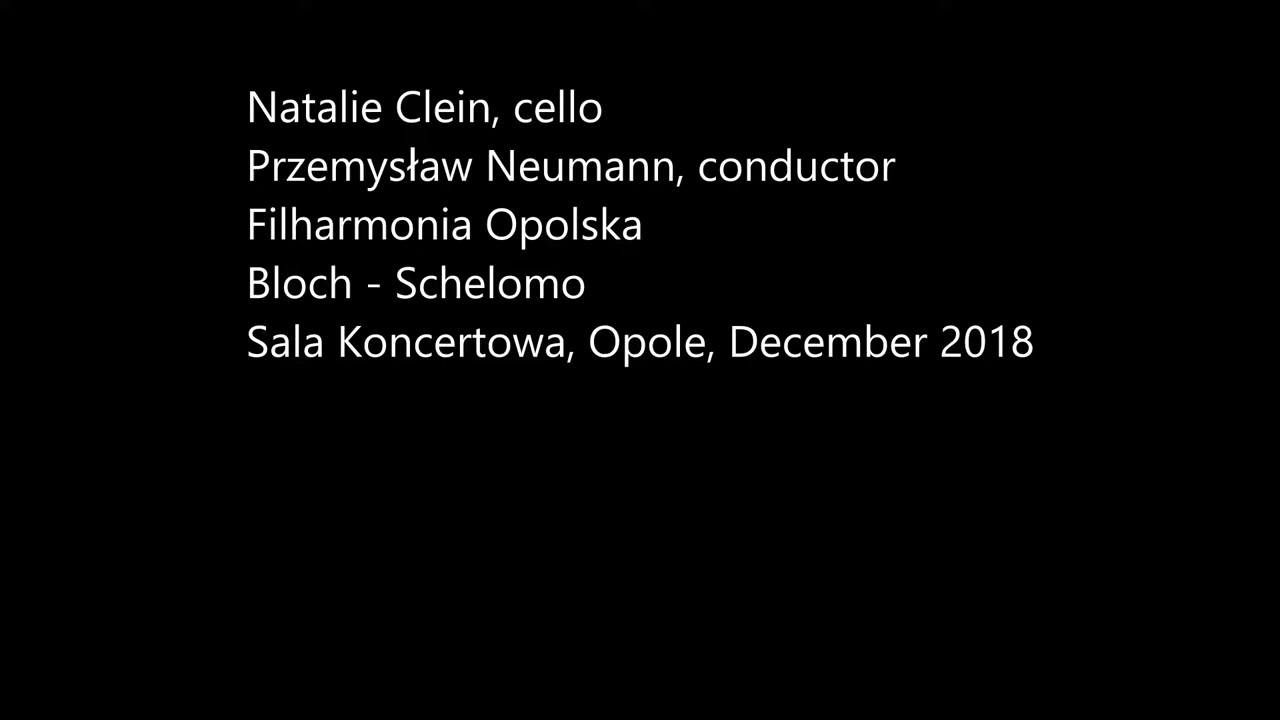 Natalie Clein, cello
Przemysław Neumann, conductor
Filharmonia Opolska
Bloch - Schelomo
Sala Koncertowa, Opole, December 2018